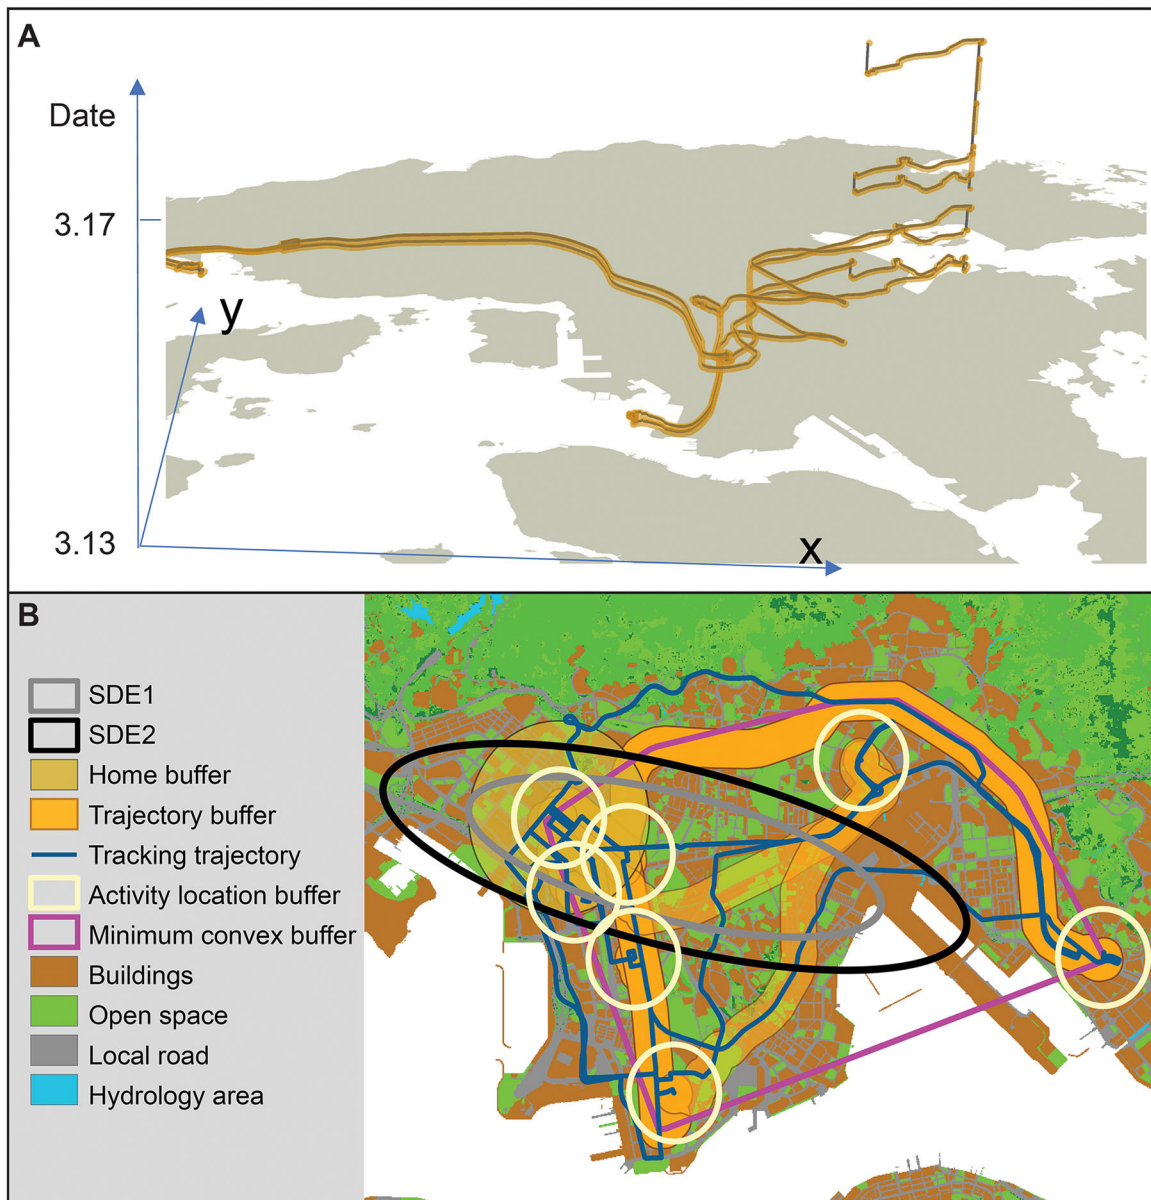 A
Date
3.17
y
3.13
x
B
SDE1
SDE2
Home buffer
Trajectory buffer
Tracking trajectory
Activity location buffer
Minimum convex buffer
Buildings
Open space
Local road
Hydrology area